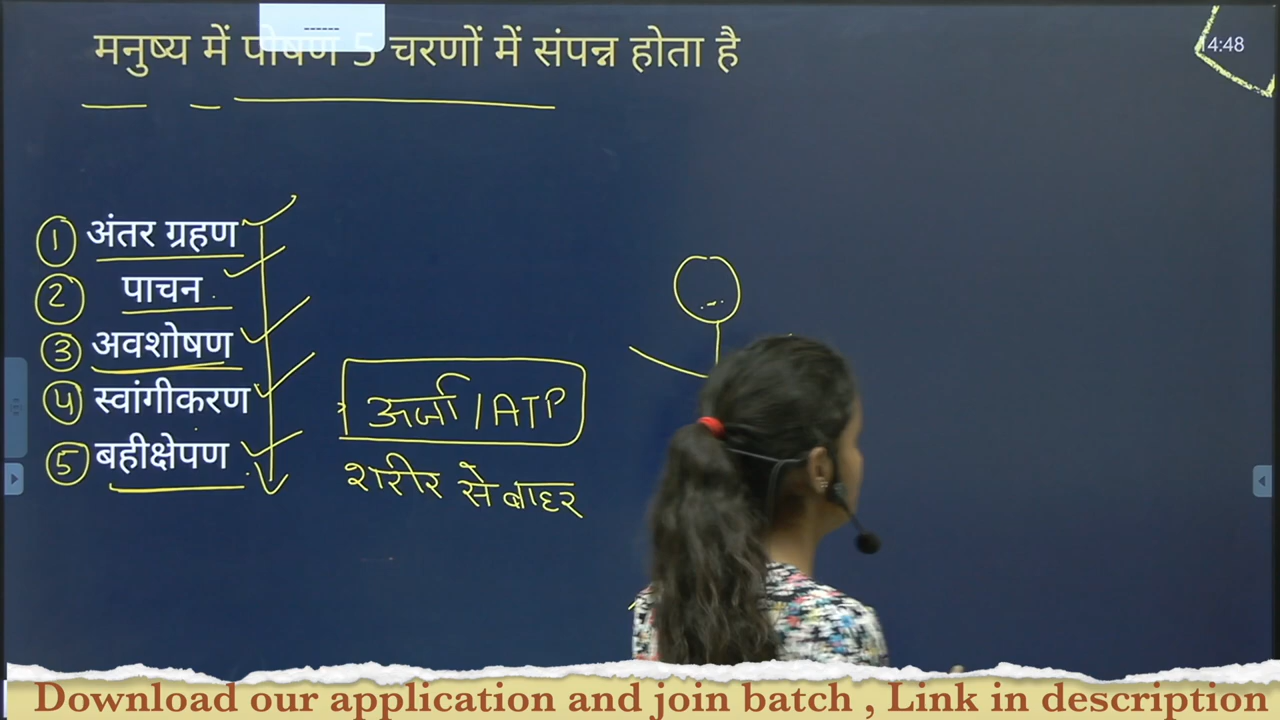 ------
मनुष्य में पोषण 5 चरणों में संपन्न होता है
14:48
1 अंतर ग्रहण
2 पाचन
3 अवशोषण
4 स्वांगीकरण
5 बहीक्षेपण
ऊर्जा / ATP
शरीर से बाहर
Download our application and join batch , Link in description